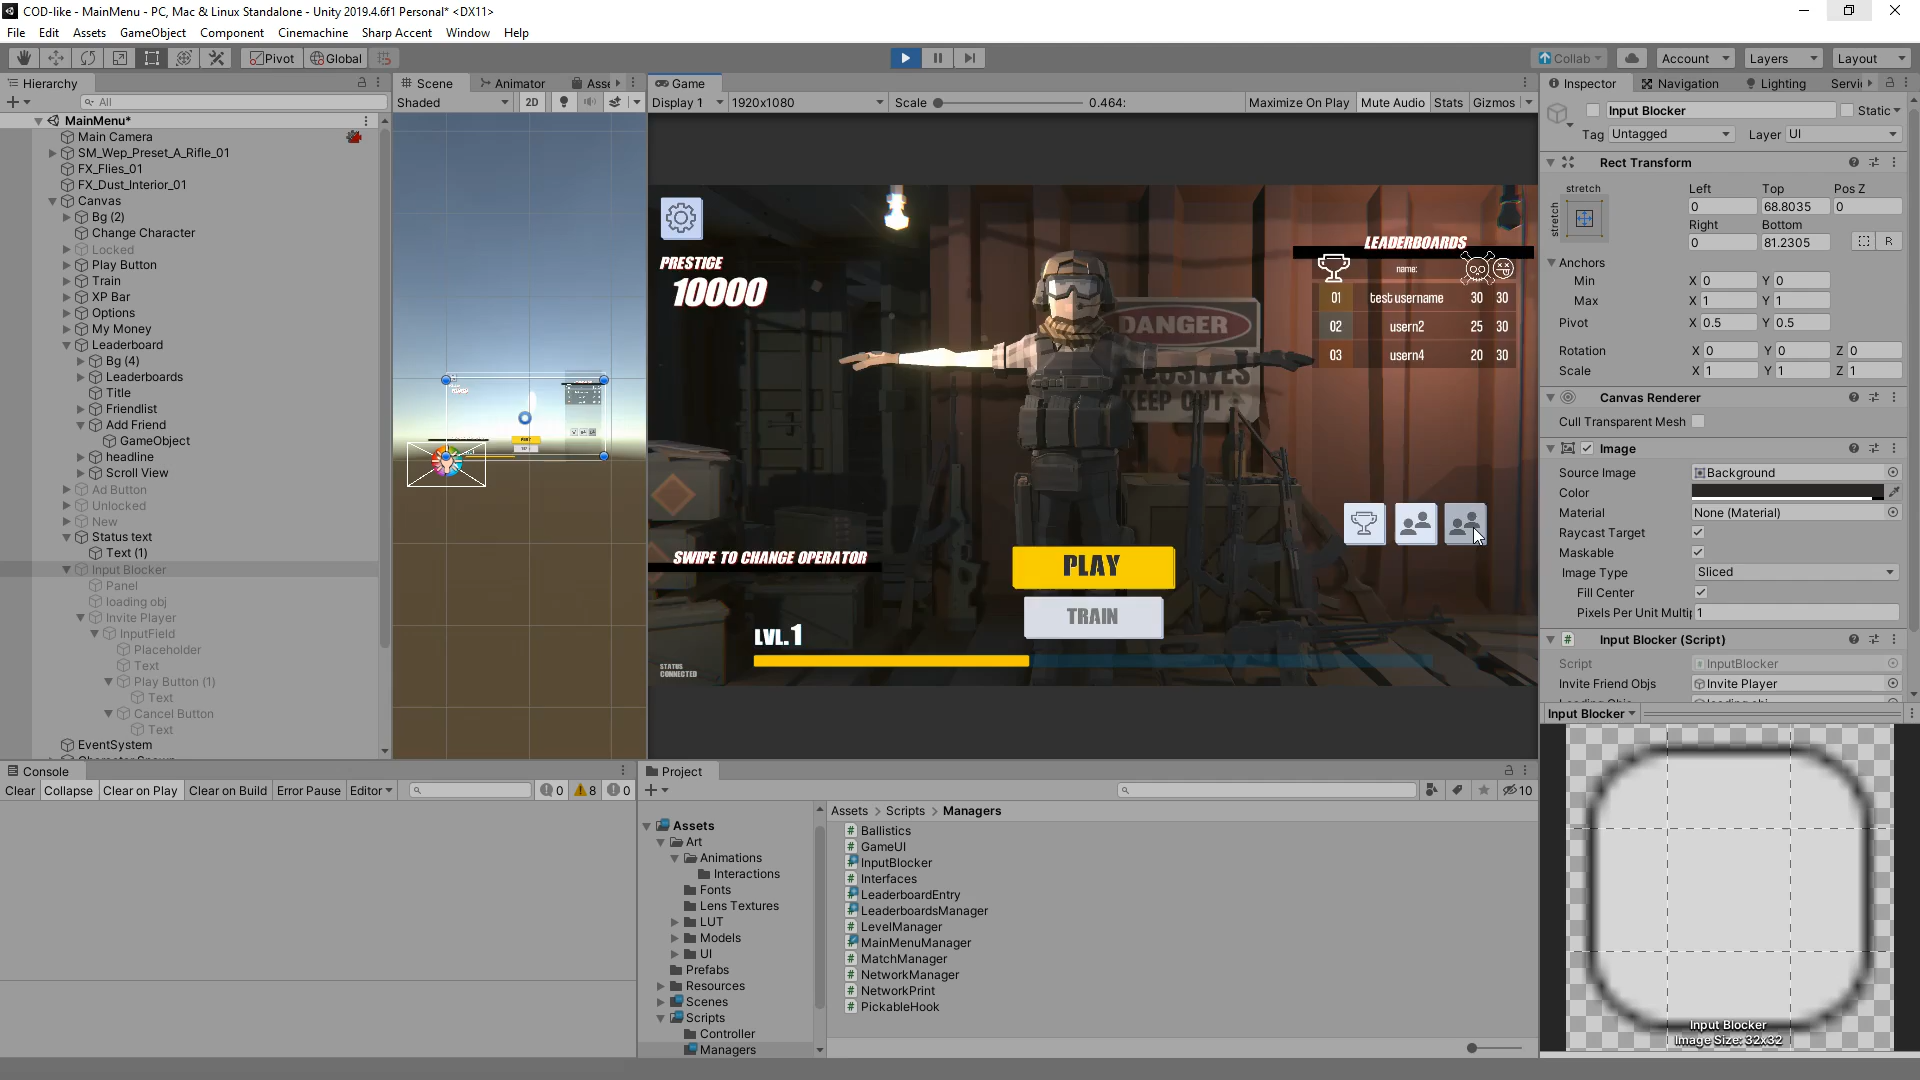 COD-like - MainMenu - PC, Mac & Linux Standalone - Unity 2019.4.6f1 Personal* <DX11>
File Edit Assets GameObject Component Cinemachine Sharp Accent Window Help
Pivot Global Collab Account Layers Layout
Hierarchy
All
MainMenu*
Main Camera
SM_Wep_Preset_A_Rifle_01
FX_Flies_01
FX_Dust_Interior_01
Canvas
Bg (2)
Change Character
Locked
Play Button
Train
XP Bar
Options
My Money
Leaderboard
Bg (4)
Leaderboards
Title
Friendlist
Add Friend
GameObject
headline
Scroll View
Ad Button
Unlocked
New
Status text
Text (1)
Input Blocker
Panel
loading obj
Invite Player
InputField
Placeholder
Text
Play Button (1)
Text
Cancel Button
Text
EventSystem
Scene Animator Asse
Shaded 2D
Game
Display 1 1920x1080 Scale 0.464: Maximize On Play Mute Audio Stats Gizmos
PRESTIGE
10000
LEADERBOARDS
name:
01 test username 30 30
02 usern2 25 30
03 usern4 20 30
DANGER
EXPLOSIVES
KEEP OUT
SWIPE TO CHANGE OPERATOR
PLAY
TRAIN
LVL.1
STATUS
CONNECTED
Inspector Navigation Lighting Servic
Input Blocker Static
Tag Untagged Layer UI
Rect Transform
stretch Left Top Pos Z
stretch 0 68.8035 0
Right Bottom
0 81.2305 R
Anchors
Min X 0 Y 0
Max X 1 Y 1
Pivot X 0.5 Y 0.5
Rotation X 0 Y 0 Z 0
Scale X 1 Y 1 Z 1
Canvas Renderer
Cull Transparent Mesh
Image
Source Image Background
Color
Material None (Material)
Raycast Target
Maskable
Image Type Sliced
Fill Center
Pixels Per Unit Multip 1
Input Blocker (Script)
Script InputBlocker
Invite Friend Objs Invite Player
Input Blocker
Input Blocker
Image Size: 32x32
Console
Clear Collapse Clear on Play Clear on Build Error Pause Editor 0 8 0
Project
10
Assets
Art
Animations
Interactions
Fonts
Lens Textures
LUT
Models
UI
Prefabs
Resources
Scenes
Scripts
Controller
Managers
Assets > Scripts > Managers
Ballistics
GameUI
InputBlocker
Interfaces
LeaderboardEntry
LeaderboardsManager
LevelManager
MainMenuManager
MatchManager
NetworkManager
NetworkPrint
PickableHook